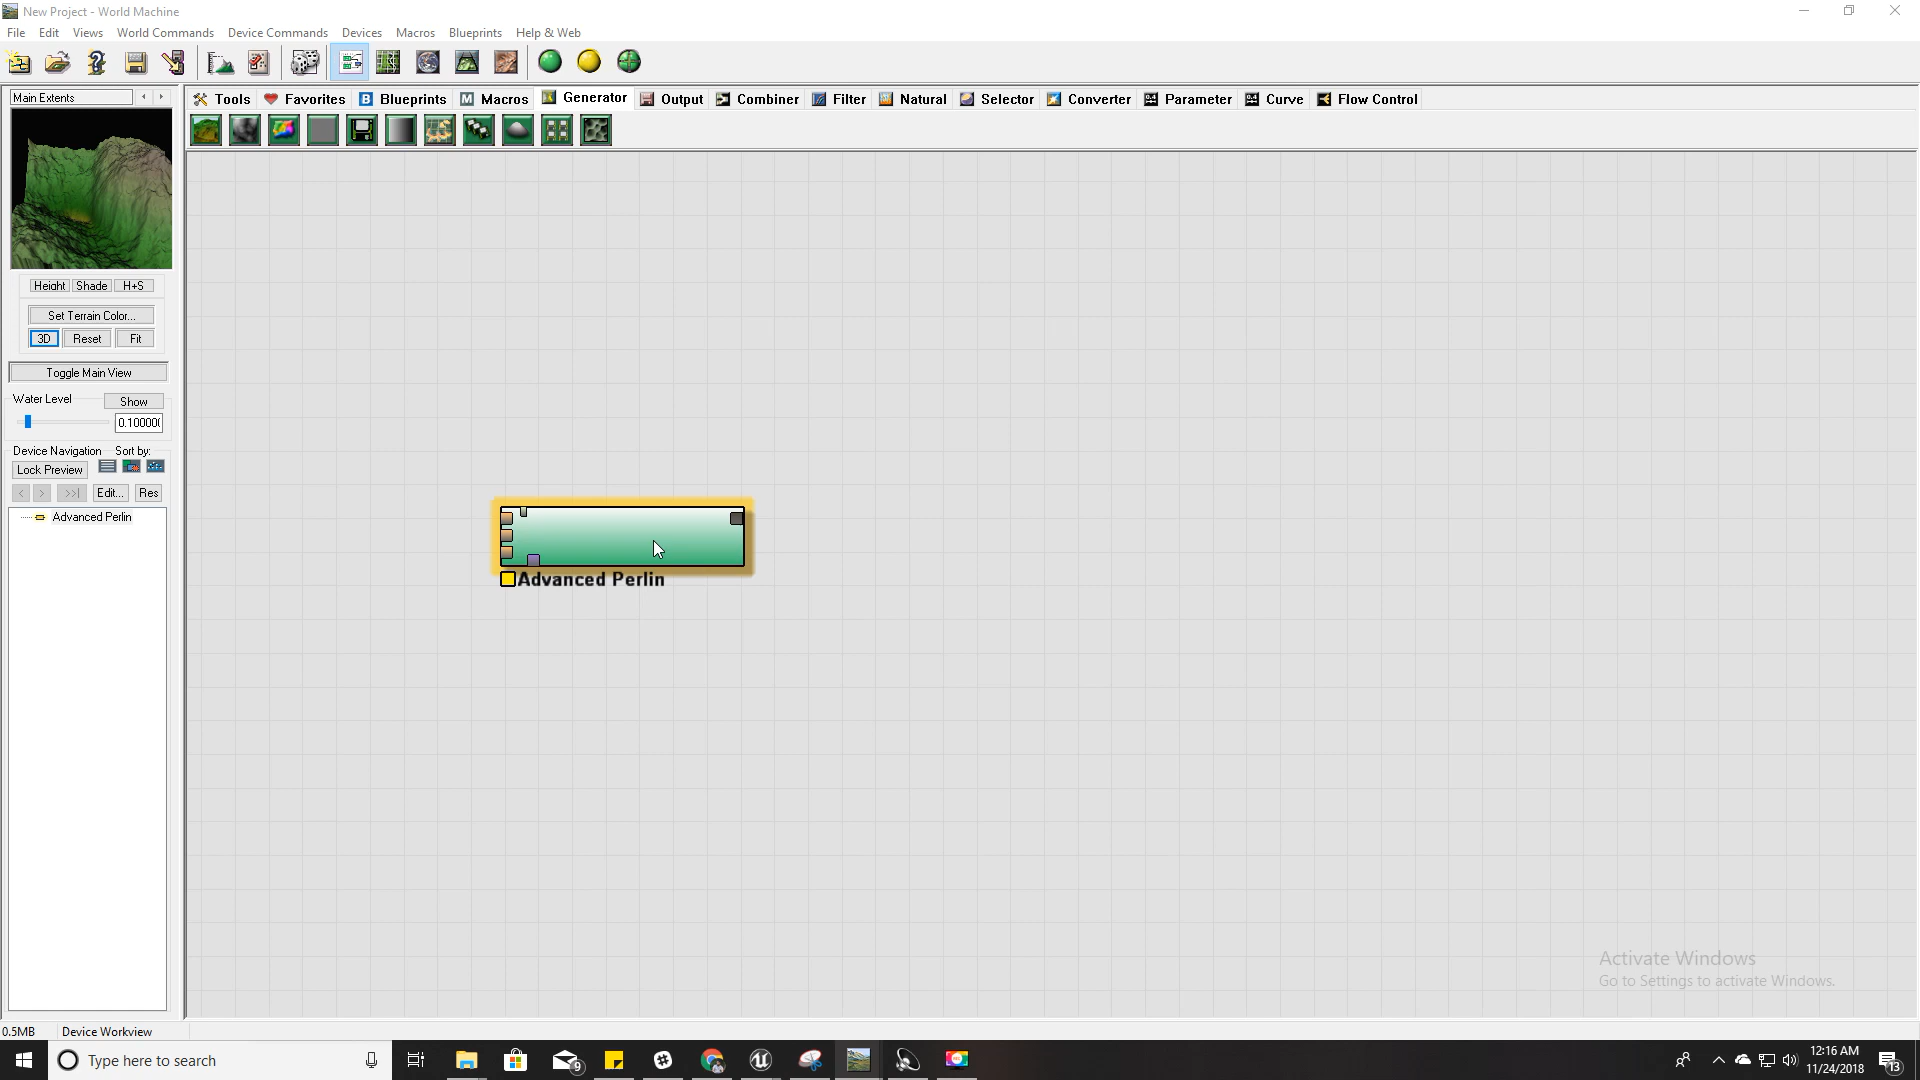 New Project - World Machine
File Edit Views World Commands Device Commands Devices Macros Blueprints Help & Web
Main Extents
Tools Favorites Blueprints Macros Generator Output Combiner Filter Natural Selector Converter Parameter Curve Flow Control
Height Shade H+S
Set Terrain Color...
3D Reset Fit
Toggle Main View
Water Level Show
0.10000(
Device Navigation Sort by:
Lock Preview
< > >>| Edit... Res
Advanced Perlin
Advanced Perlin
Activate Windows
Go to Settings to activate Windows.
0.5MB Device Workview
Type here to search
9
12:16 AM
11/24/2018
13